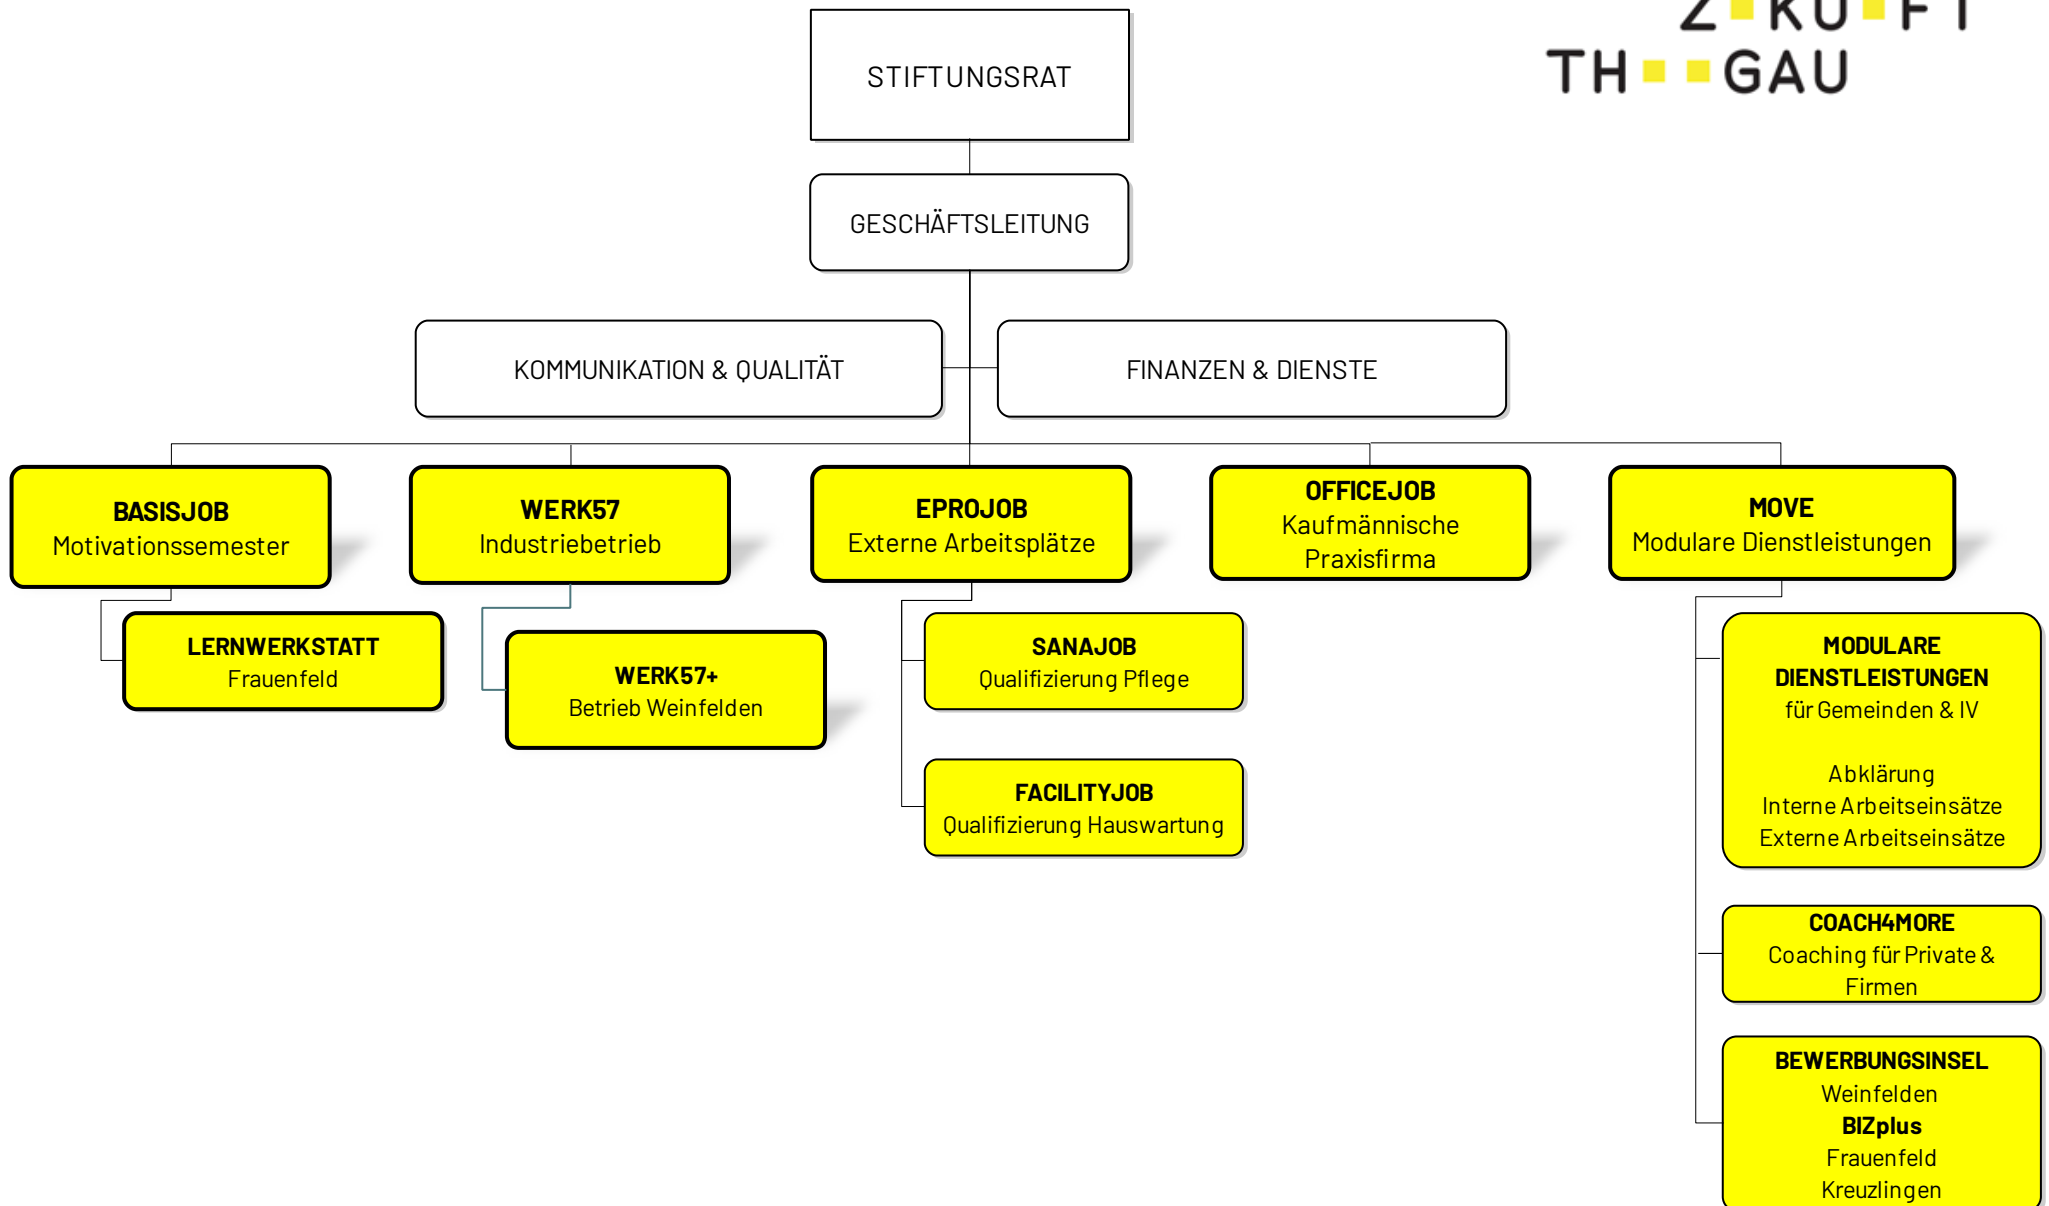 Z KU FT
TH GAU
STIFTUNGSRAT
GESCHÄFTSLEITUNG
KOMMUNIKATION & QUALITÄT
FINANZEN & DIENSTE
BASISJOB
Motivationssemester
WERK57
Industriebetrieb
EPROJOB
Externe Arbeitsplätze
OFFICEJOB
Kaufmännische
Praxisfirma
MOVE
Modulare Dienstleistungen
LERNWERKSTATT
Frauenfeld
WERK57+
Betrieb Weinfelden
SANAJOB
Qualifizierung Pflege
FACILITYJOB
Qualifizierung Hauswartung
MODULARE
DIENSTLEISTUNGEN
für Gemeinden & IV
Abklärung
Interne Arbeitseinsätze
Externe Arbeitseinsätze
COACH4MORE
Coaching für Private &
Firmen
BEWERBUNGSINSEL
Weinfelden
BIZplus
Frauenfeld
Kreuzlingen